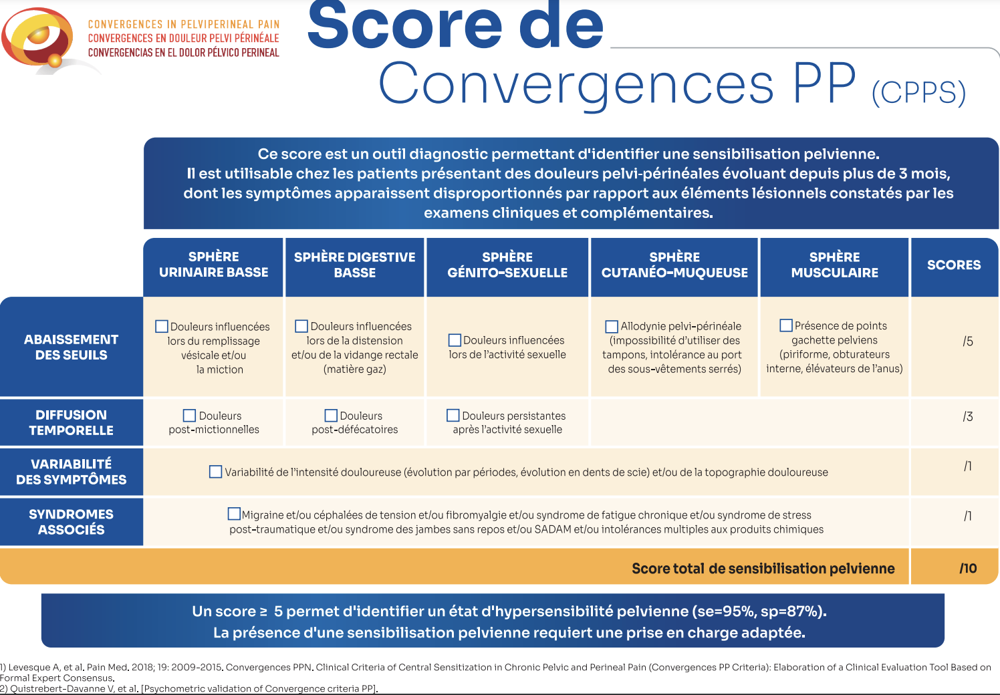 CONVERGENCES IN PELVIPERINEAL PAIN
CONVERGENCES EN DOULEUR PELVI PÉRINÉALE
CONVERGENCIAS EN EL DOLOR PÉLVICO PERINEAL
Score de
Convergences PP (CPPS)
Ce score est un outil diagnostic permettant d'identifier une sensibilisation pelvienne.
Il est utilisable chez les patients présentant des douleurs pelvi-périnéales évoluant depuis plus de 3 mois,
dont les symptômes apparaissent disproportionnés par rapport aux éléments lésionnels constatés par les
examens cliniques et complémentaires.
SPHÈRE
URINAIRE BASSE
SPHÈRE DIGESTIVE
BASSE
SPHÈRE
GÉNITO-SEXUELLE
SPHÈRE
CUTANÉO-MUQUEUSE
SPHÈRE
MUSCULAIRE
SCORES
ABAISSEMENT
DES SEUILS
Douleurs influencées
lors du remplissage
vésicale et/ou
la miction
Douleurs influencées
lors de la distension
et/ou de la vidange rectale
(matière gaz)
Douleurs influencées
lors de l'activité sexuelle
Allodynie pelvi-périnéale
(impossibilité d'utiliser des
tampons, intolérance au port
des sous-vêtements serrés)
Présence de points
gachette pelviens
(piriforme, obturateurs
interne, élévateurs de l'anus)
/5
DIFFUSION
TEMPORELLE
Douleurs
post-mictionnelles
Douleurs
post-défécatoires
Douleurs persistantes
après l'activité sexuelle
/3
VARIABILITÉ
DES SYMPTÔMES
Variabilité de l'intensité douloureuse (évolution par périodes, évolution en dents de scie) et/ou de la topographie douloureuse
/1
SYNDROMES
ASSOCIÉS
Migraine et/ou céphalées de tension et/ou fibromyalgie et/ou syndrome de fatigue chronique et/ou syndrome de stress
post-traumatique et/ou syndrome des jambes sans repos et/ou SADAM et/ou intolérances multiples aux produits chimiques
/1
Score total de sensibilisation pelvienne
/10
Un score ≥ 5 permet d'identifier un état d'hypersensibilité pelvienne (se=95%, sp=87%).
La présence d'une sensibilisation pelvienne requiert une prise en charge adaptée.
1) Levesque A, et al. Pain Med. 2018; 19: 2009-2015. Convergences PPN. Clinical Criteria of Central Sensitization in Chronic Pelvic and Perineal Pain (Convergences PP Criteria): Elaboration of a Clinical Evaluation Tool Based on
Formal Expert Consensus.
2) Quistrebert-Davanne V, et al. [Psychometric validation of Convergence criteria PP].